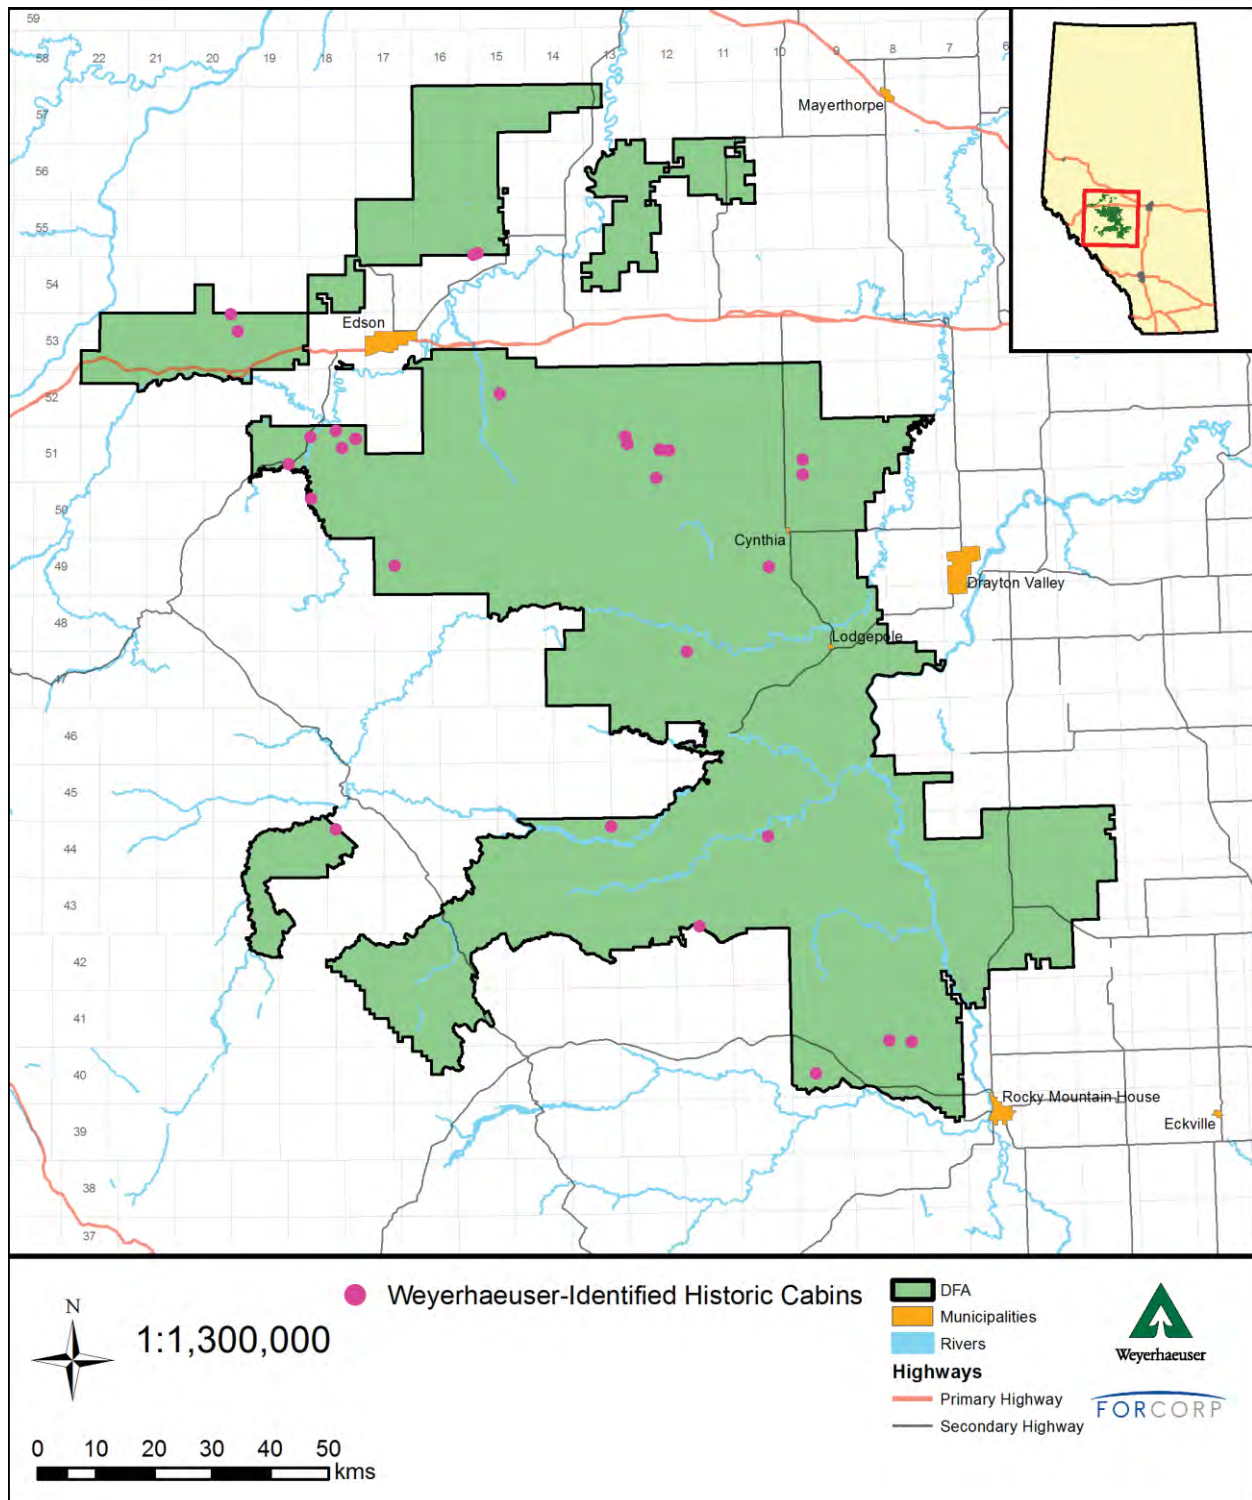 59
58
22
21
20
19
18
17
16
15
14
13
12
11
10
9
8
7
6
57
56
55
54
53
52
51
50
49
48
47
46
45
44
43
42
41
40
39
38
37
Mayerthorpe
Edson
Cynthia
Drayton Valley
Lodgepole
Rocky Mountain House
Eckville
N
1:1,300,000
0 10 20 30 40 50
kms
Weyerhaeuser-Identified Historic Cabins
DFA
Municipalities
Rivers
Highways
Primary Highway
Secondary Highway
Weyerhaeuser
FORCORP